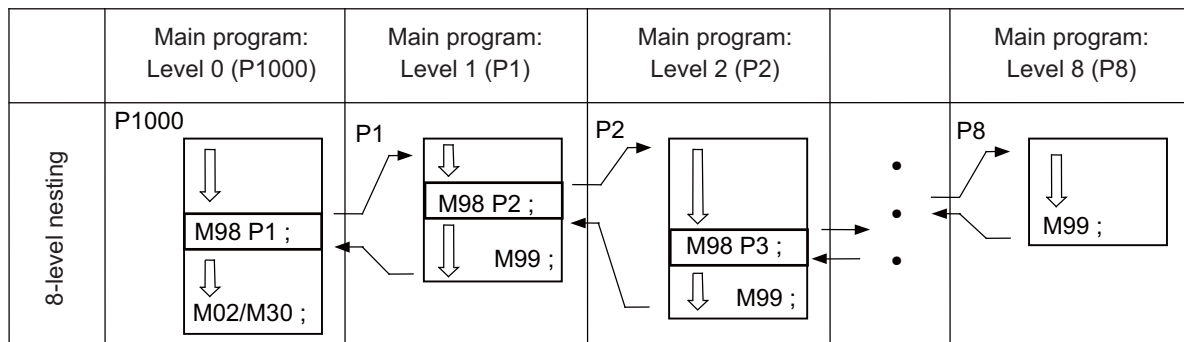 Main program:
Level 0 (P1000)
Main program:
Level 1 (P1)
Main program:
Level 2 (P2)
Main program:
Level 8 (P8)
8-level nesting
P1000
M98 P1 ;
M02/M30 ;
P1
M98 P2 ;
M99 ;
P2
M98 P3 ;
M99 ;
P8
M99 ;